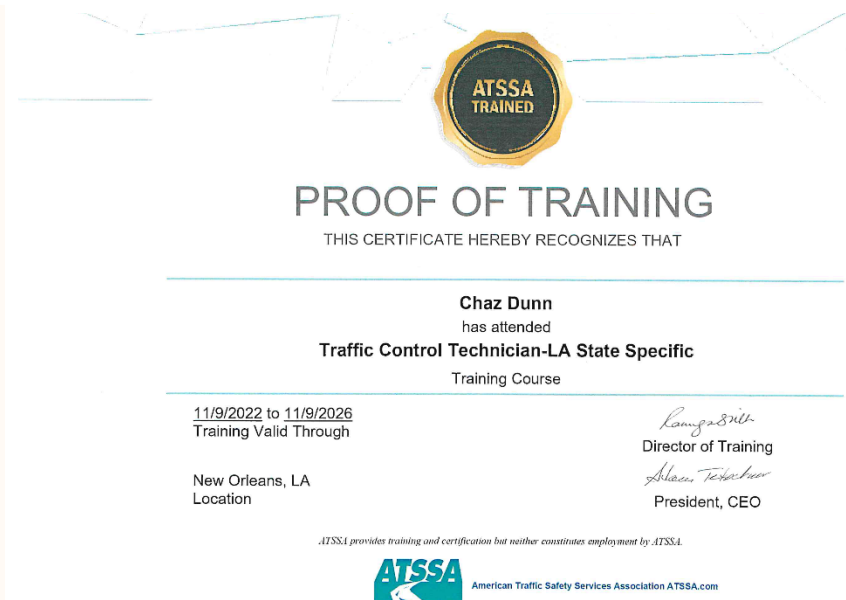 ATSSA
TRAINED
PROOF OF TRAINING
THIS CERTIFICATE HEREBY RECOGNIZES THAT
Chaz Dunn
has attended
Traffic Control Technician-LA State Specific
Training Course
11/9/2022 to 11/9/2026
Training Valid Through
New Orleans, LA
Location
Director of Training
President, CEO
ATSSA provides training and certification but neither constitutes employment by ATSSA.
ATSSA
American Traffic Safety Services Association ATSSA.com